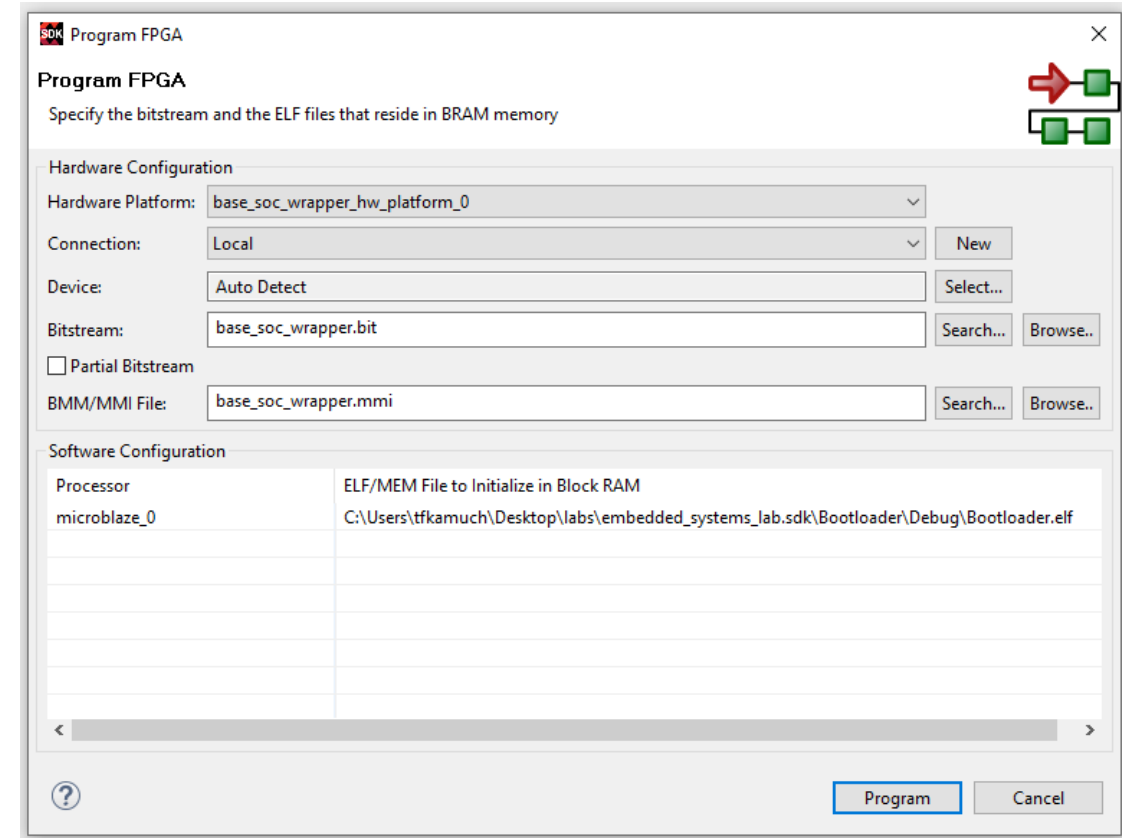 SDK Program FPGA
Program FPGA
Specify the bitstream and the ELF files that reside in BRAM memory
Hardware Configuration
Hardware Platform: base_soc_wrapper_hw_platform_0
Connection: Local New
Device: Auto Detect Select...
Bitstream: base_soc_wrapper.bit Search... Browse..
Partial Bitstream
BMM/MMI File: base_soc_wrapper.mmi Search... Browse..
Software Configuration
Processor ELF/MEM File to Initialize in Block RAM
microblaze_0 C:\Users\tfkamuch\Desktop\labs\embedded_systems_lab.sdk\Bootloader\Debug\Bootloader.elf
? Program Cancel